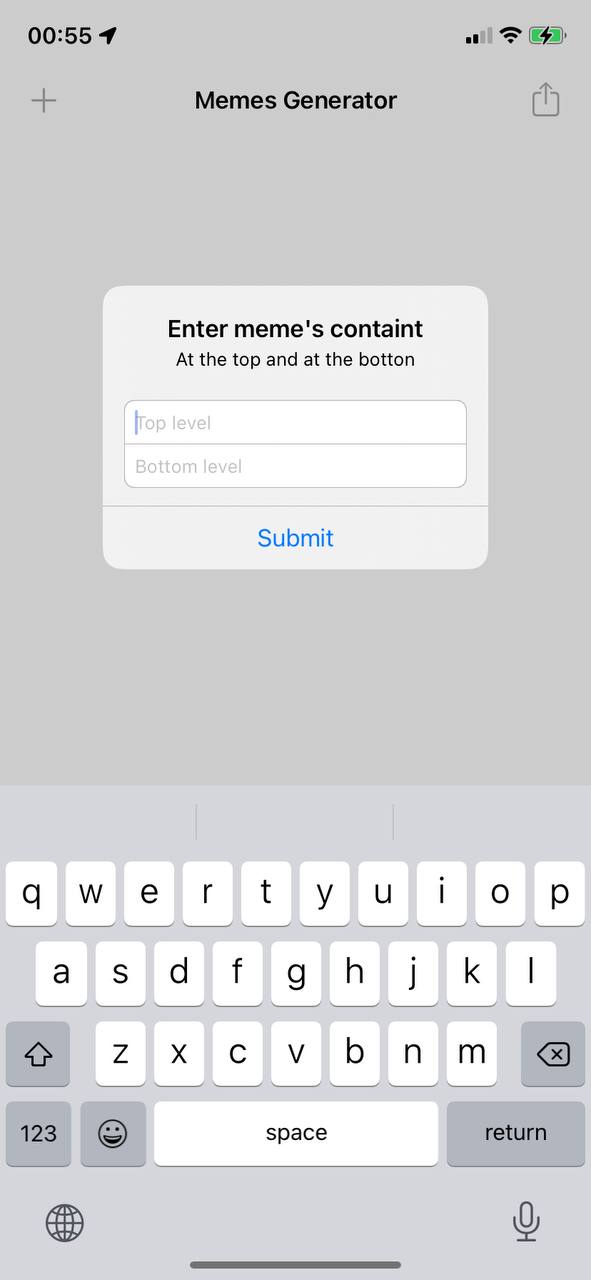 00:55
Memes Generator
Enter meme's containt
At the top and at the botton
Top level
Bottom level
Submit
q w e r t y u i o p
a s d f g h j k l
z x c v b n m
123 space return